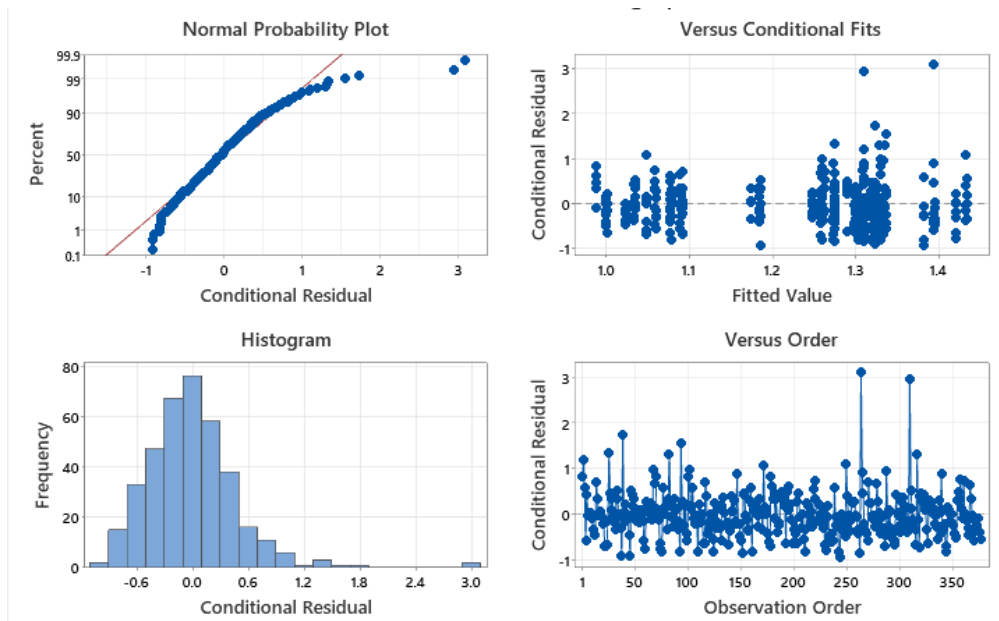 Normal Probability Plot
99.9
99
90
50
10
1
0.1
Percent
-1 0 1 2 3
Conditional Residual
Versus Conditional Fits
3
2
1
0
-1
Conditional Residual
1.0 1.1 1.2 1.3 1.4
Fitted Value
Histogram
80
60
40
20
0
Frequency
-0.6 0.0 0.6 1.2 1.8 2.4 3.0
Conditional Residual
Versus Order
3
2
1
0
-1
Conditional Residual
1 50 100 150 200 250 300 350
Observation Order